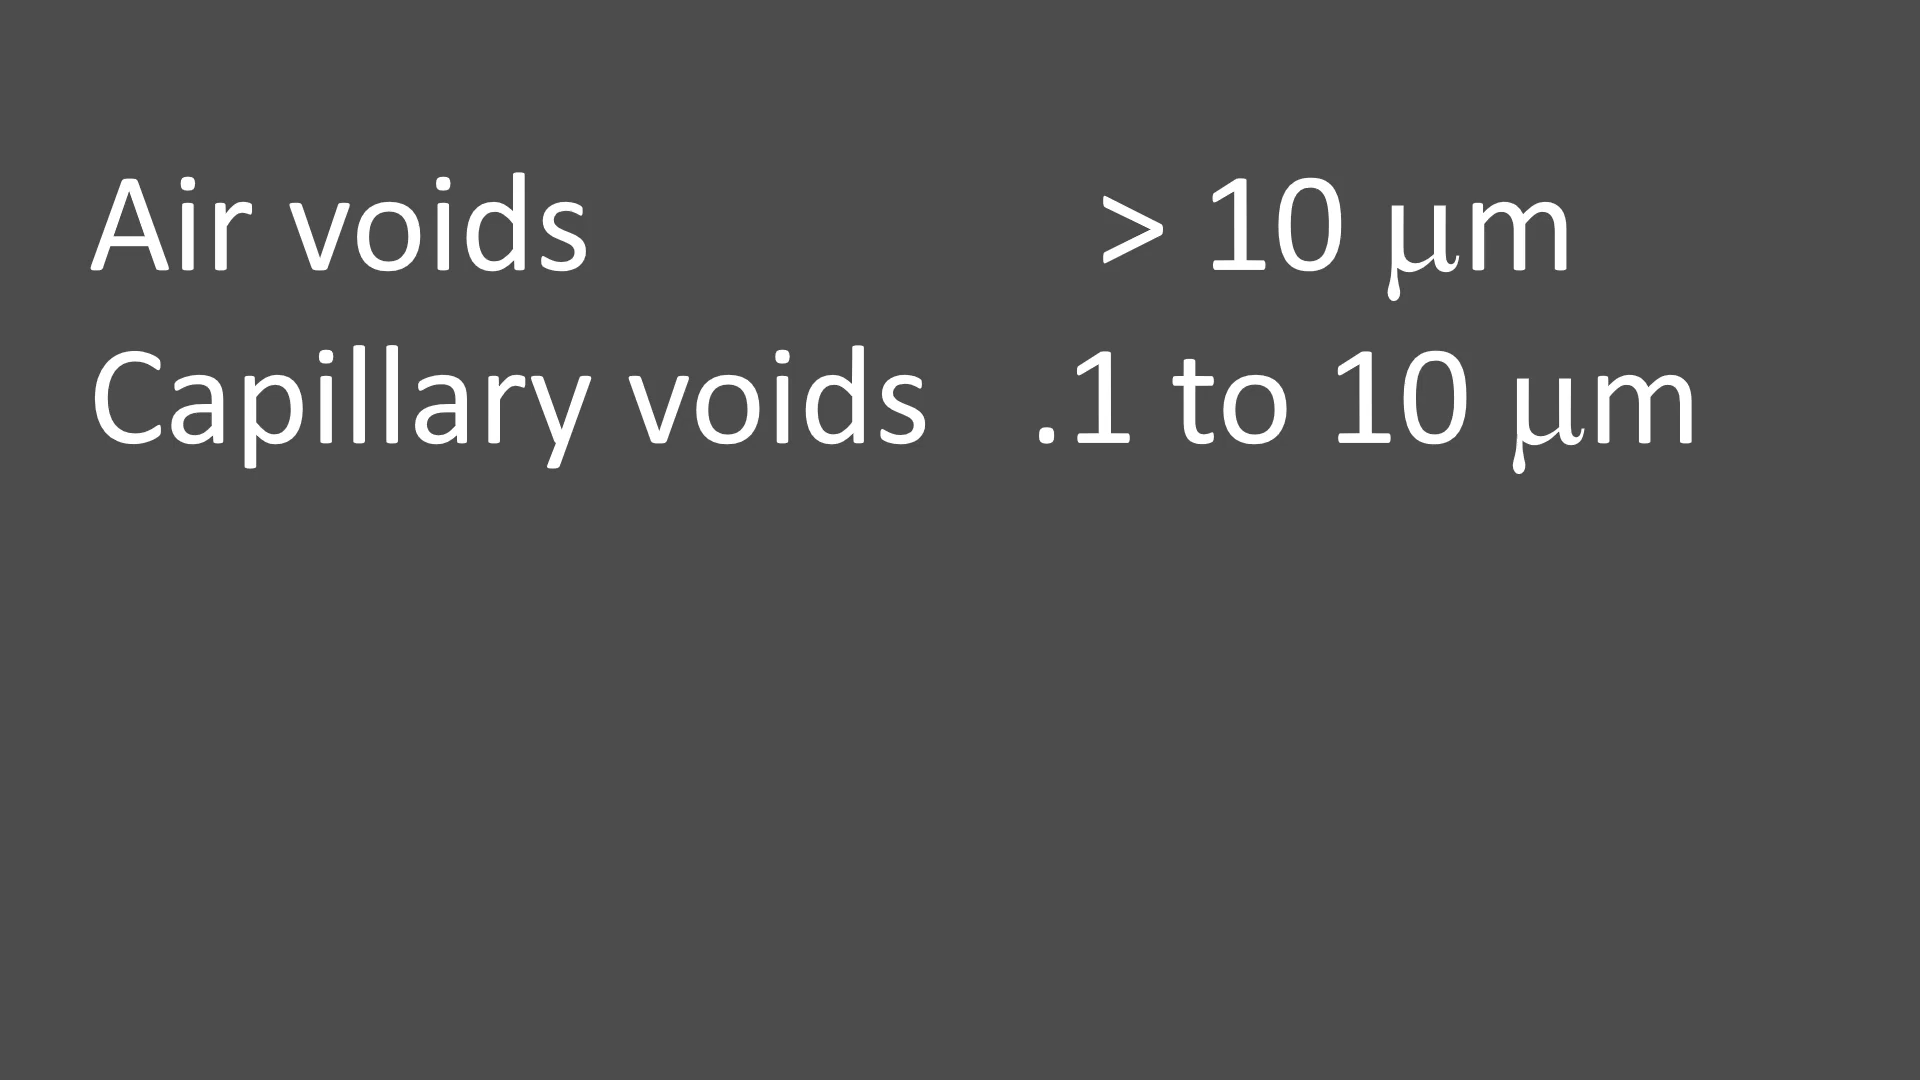 Air voids > 10 μm
Capillary voids .1 to 10 μm